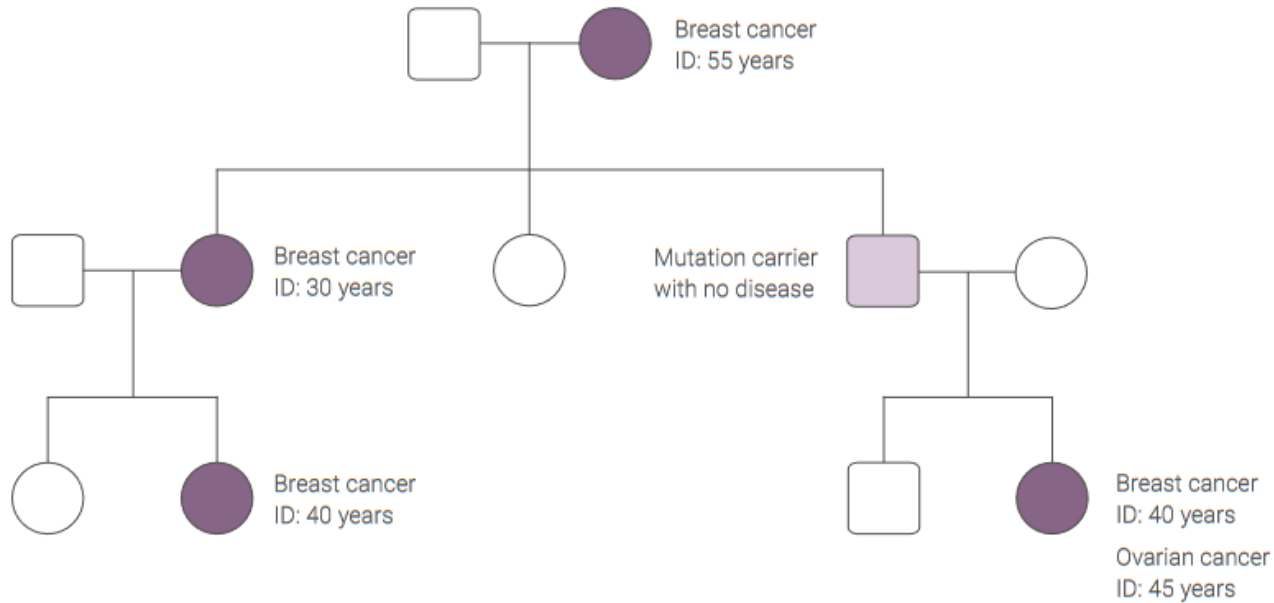 Breast cancer
ID: 55 years
Breast cancer
ID: 30 years
Mutation carrier
with no disease
Breast cancer
ID: 40 years
Breast cancer
ID: 40 years
Ovarian cancer
ID: 45 years